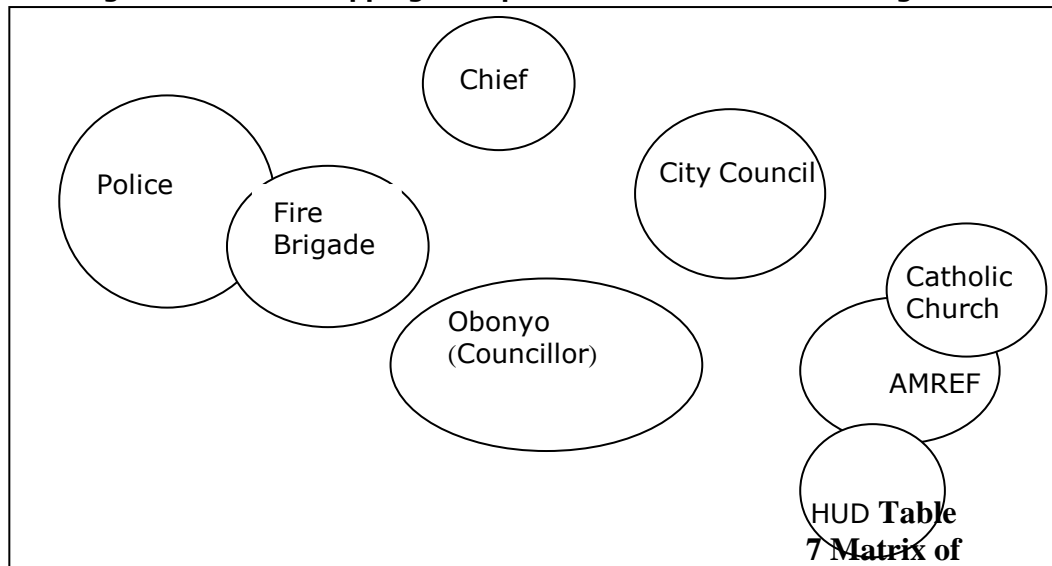 Chief
City Council
Police
Fire
Brigade
Catholic
Church
Obonyo
(Councillor)
AMREF
HUD Table
7 Matrix of